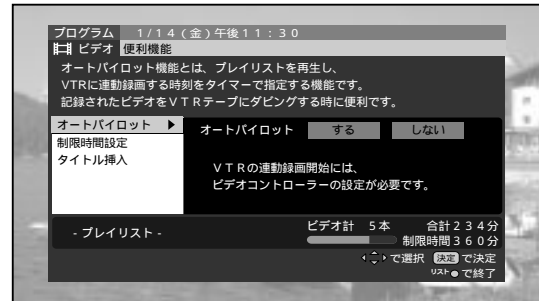 プログラム 1/14(金)午後11:30
ビデオ 便利機能
オートパイロット機能とは、プレイリストを再生し、
VTRに連動録画する時刻をタイマーで指定する機能です。
記録されたビデオをVTRテープにダビングする時に便利です。
オートパイロット ▶ オートパイロット する しない
制限時間設定
タイトル挿入
VTRの連動録画開始には、
ビデオコントローラーの設定が必要です。
- プレイリスト - ビデオ計 5本 合計234分
制限時間360分
で選択 決定 で決定
リスト● で終了